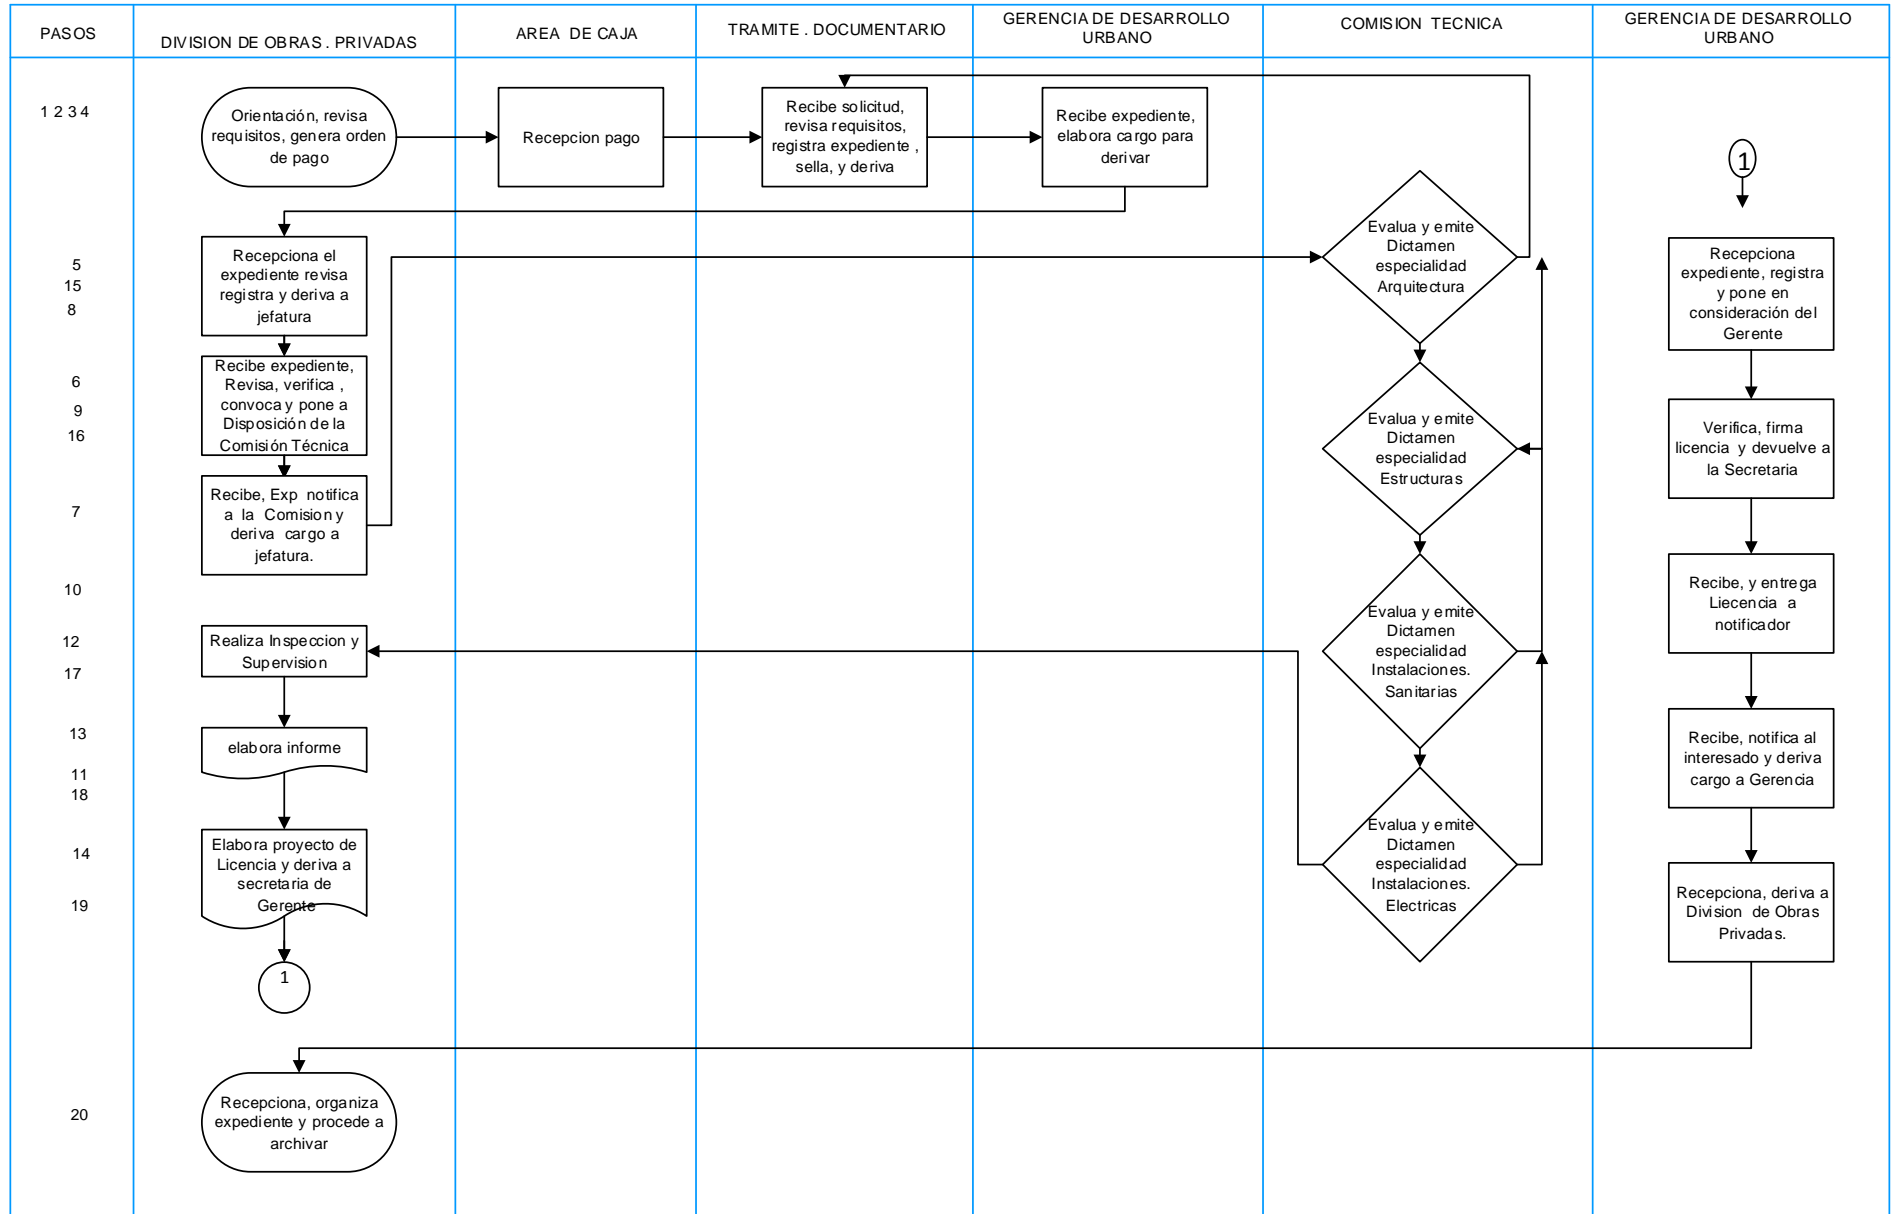 PASOS
DIVISION DE OBRAS . PRIVADAS
AREA DE CAJA
TRAMITE . DOCUMENTARIO
GERENCIA DE DESARROLLO
URBANO
COMISION TECNICA
GERENCIA DE DESARROLLO
URBANO
1 2 3 4
Orientación, revisa
requisitos, genera orden
de pago
Recepcion pago
Recibe solicitud,
revisa requisitos,
registra expediente ,
sella, y deriva
Recibe expediente,
elabora cargo para
derivar
1
5
15
8
Recepciona el
expediente revisa
registra y deriva a
jefatura
Evalua y emite
Dictamen
especialidad
Arquitectura
Recepciona
expediente, registra
y pone en
consideración del
Gerente
6
9
16
Recibe expediente,
Revisa, verifica ,
convoca y pone a
Disposición de la
Comisión Técnica
Evalua y emite
Dictamen
especialidad
Estructuras
Verifica, firma
licencia y devuelve a
la Secretaria
7
Recibe, Exp notifica
a la Comision y
deriva cargo a
jefatura.
10
12
17
Realiza Inspeccion y
Supervision
Evalua y emite
Dictamen
especialidad
Instalaciones.
Sanitarias
Recibe, y entrega
Liecencia a
notificador
13
11
18
elabora informe
Recibe, notifica al
interesado y deriva
cargo a Gerencia
14
19
Elabora proyecto de
Licencia y deriva a
secretaria de
Gerente
Evalua y emite
Dictamen
especialidad
Instalaciones.
Electricas
Recepciona, deriva a
Division de Obras
Privadas.
1
20
Recepciona, organiza
expediente y procede a
archivar